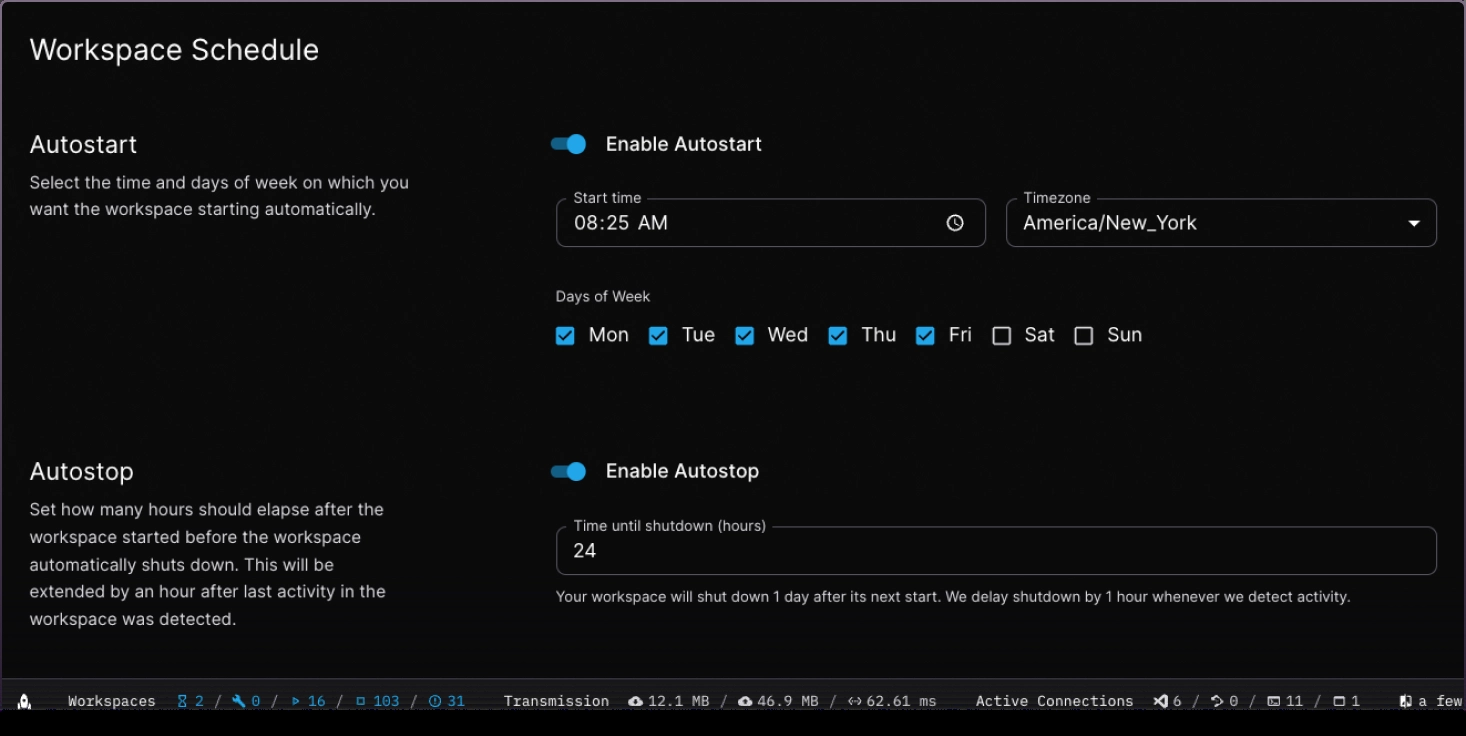 Workspace Schedule
Autostart
Select the time and days of week on which you
want the workspace starting automatically.
Enable Autostart
Start time
08:25 AM
Timezone
America/New_York
Days of Week
Mon Tue Wed Thu Fri Sat Sun
Autostop
Set how many hours should elapse after the
workspace started before the workspace
automatically shuts down. This will be
extended by an hour after last activity in the
workspace was detected.
Enable Autostop
Time until shutdown (hours)
24
Your workspace will shut down 1 day after its next start. We delay shutdown by 1 hour whenever we detect activity.
Workspaces 2 / 0 / 16 / 103 / 31 Transmission 12.1 MB / 46.9 MB / 62.61 ms Active Connections 6 / 0 / 11 / 1 a few